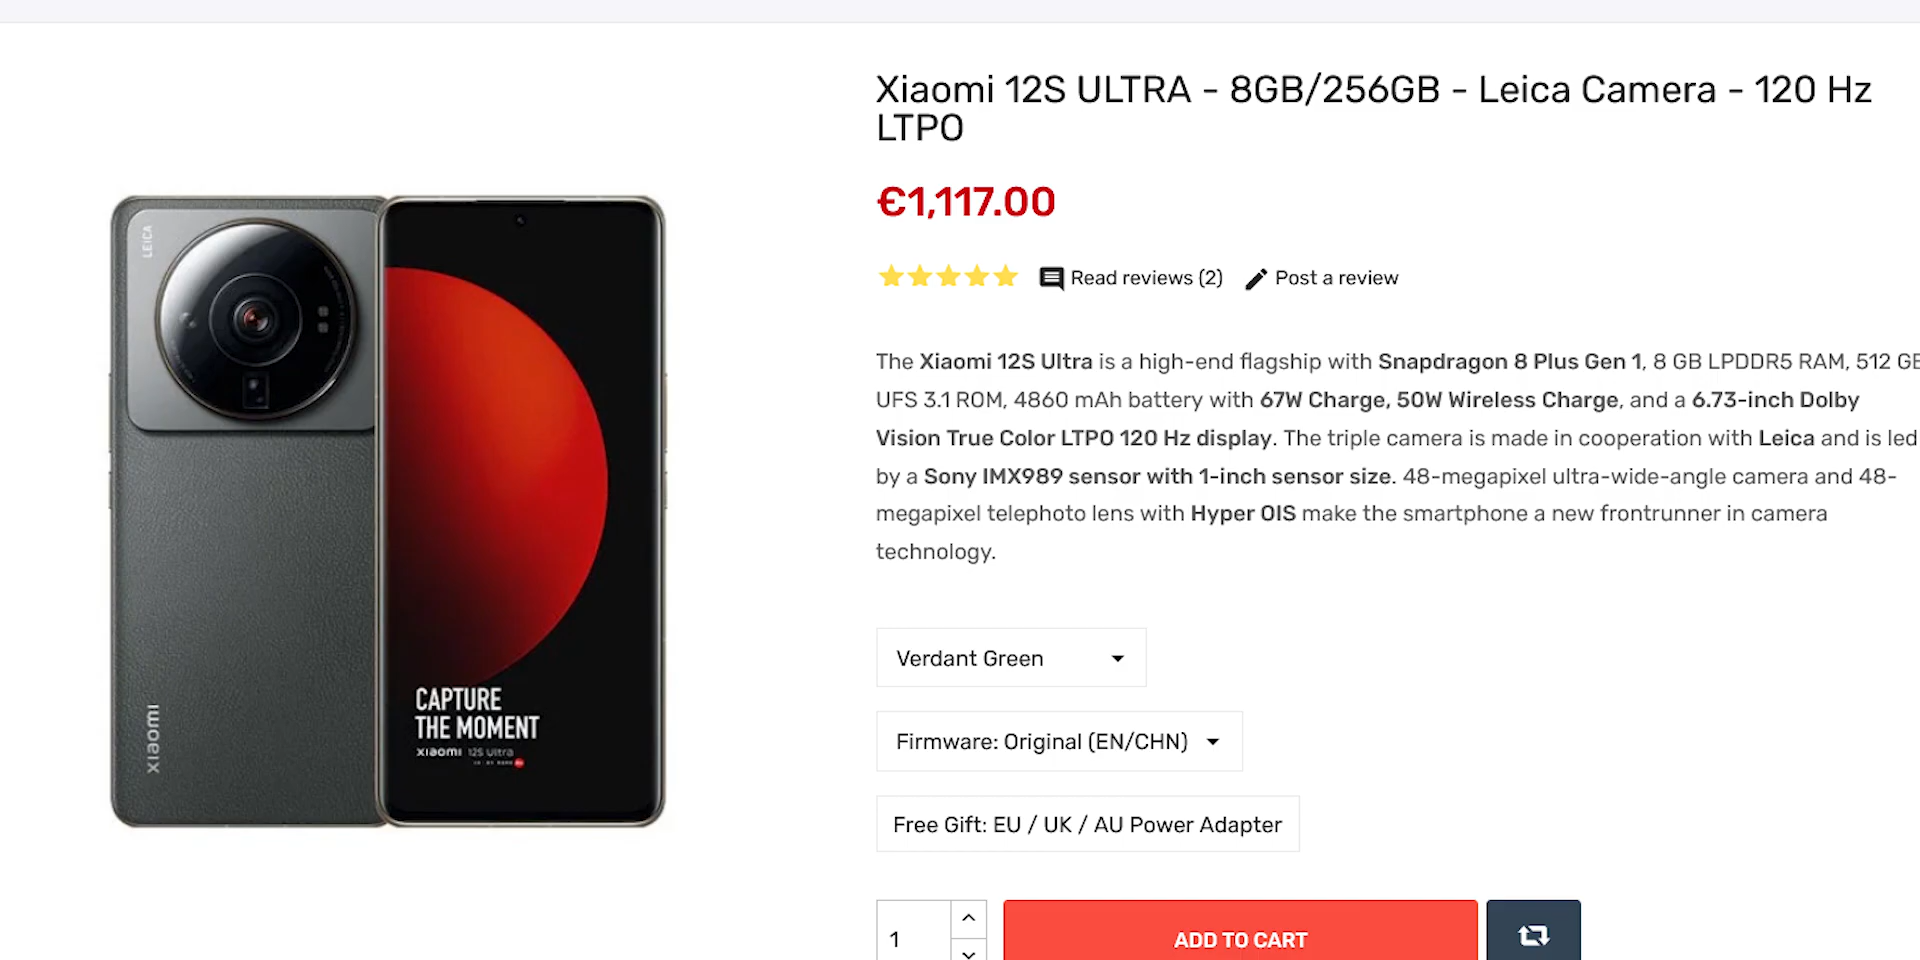 Xiaomi 12S ULTRA - 8GB/256GB - Leica Camera - 120 Hz
LTPO
€1,117.00
Read reviews (2)
Post a review
The Xiaomi 12S Ultra is a high-end flagship with Snapdragon 8 Plus Gen 1, 8 GB LPDDR5 RAM, 512 GB
UFS 3.1 ROM, 4860 mAh battery with 67W Charge, 50W Wireless Charge, and a 6.73-inch Dolby
Vision True Color LTPO 120 Hz display. The triple camera is made in cooperation with Leica and is led
by a Sony IMX989 sensor with 1-inch sensor size. 48-megapixel ultra-wide-angle camera and 48-
megapixel telephoto lens with Hyper OIS make the smartphone a new frontrunner in camera
technology.
Verdant Green
Firmware: Original (EN/CHN)
Free Gift: EU / UK / AU Power Adapter
1
ADD TO CART
LEICA
xiaomi
CAPTURE
THE MOMENT
xiaomi 12S Ultra